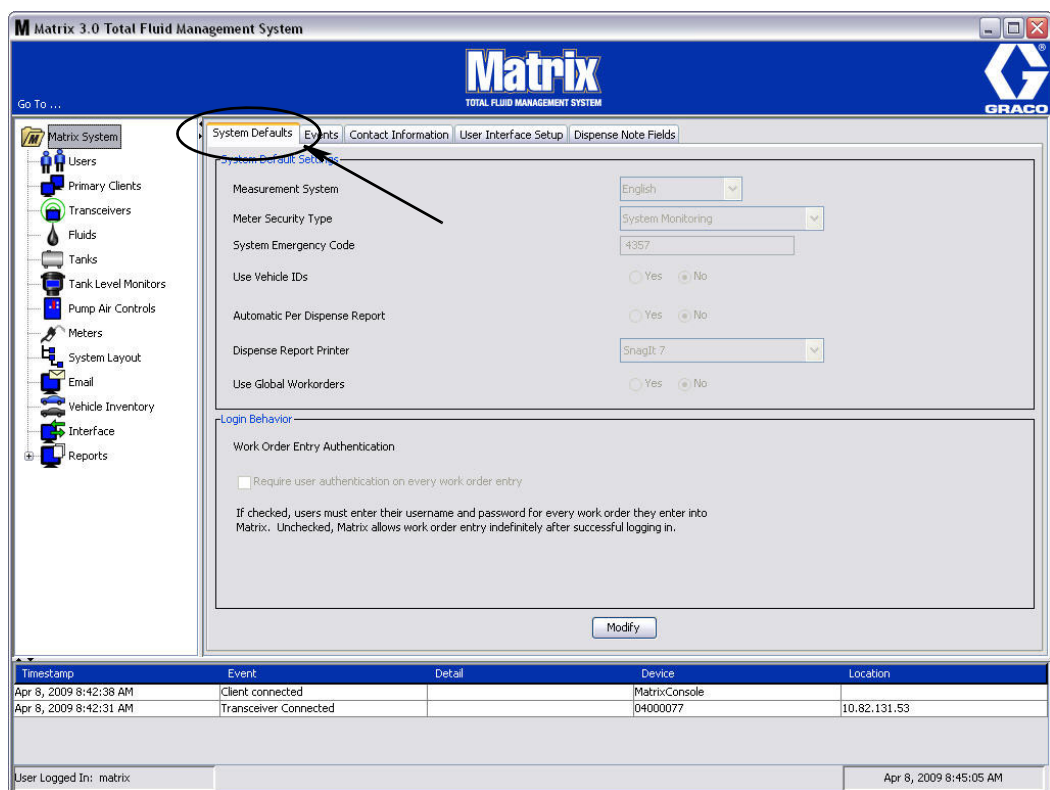 Matrix 3.0 Total Fluid Management System
Matrix
TOTAL FLUID MANAGEMENT SYSTEM
Go To ...
GRACO
Matrix System
Users
Primary Clients
Transceivers
Fluids
Tanks
Tank Level Monitors
Pump Air Controls
Meters
System Layout
Email
Vehicle Inventory
Interface
Reports
System Defaults Events Contact Information User Interface Setup Dispense Note Fields
System Default Settings
Measurement System English
Meter Security Type System Monitoring
System Emergency Code 4357
Use Vehicle IDs Yes No
Automatic Per Dispense Report Yes No
Dispense Report Printer SnagIt 7
Use Global Workorders Yes No
Login Behavior
Work Order Entry Authentication
Require user authentication on every work order entry
If checked, users must enter their username and password for every work order they enter into
Matrix. Unchecked, Matrix allows work order entry indefinitely after successful logging in.
Modify
Timestamp Event Detail Device Location
Apr 8, 2009 8:42:38 AM Client connected MatrixConsole
Apr 8, 2009 8:42:31 AM Transceiver Connected 04000077 10.82.131.53
User Logged In: matrix Apr 8, 2009 8:45:05 AM